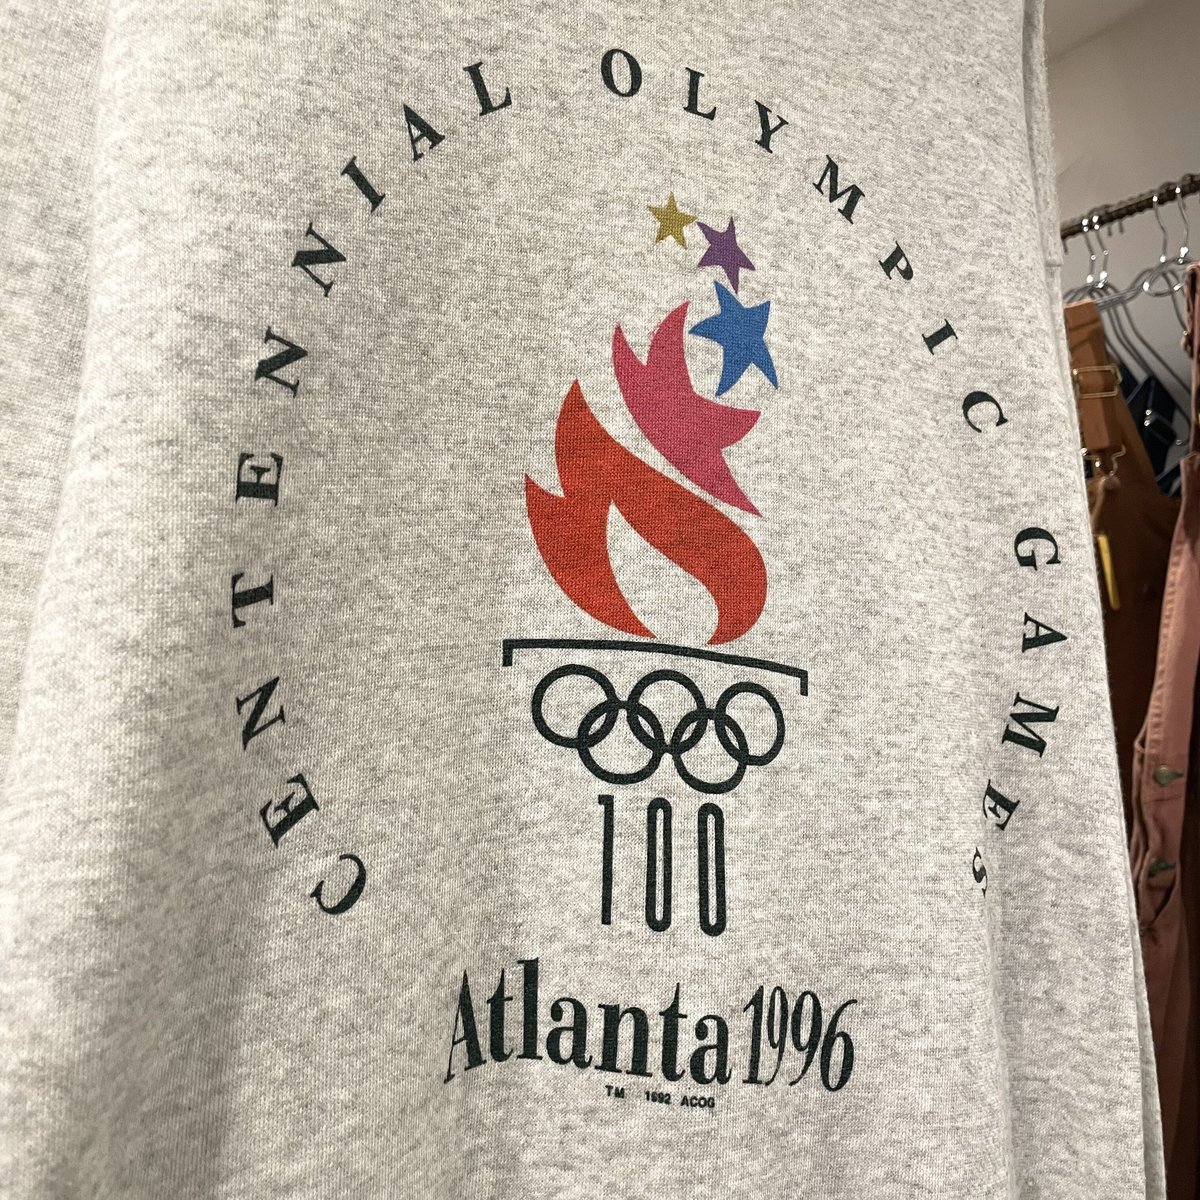 CENTENNIAL OLYMPIC GAMES
100
Atlanta 1996
TM 1992 ACOG